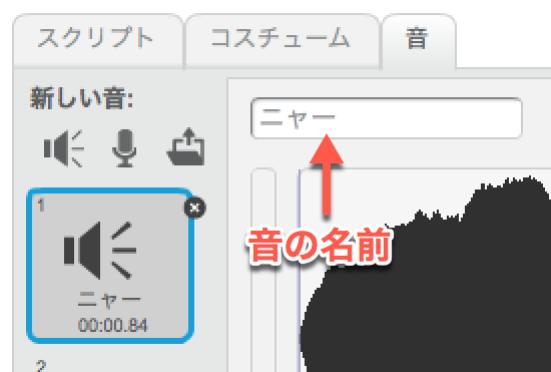 スクリプト
コスチューム
音
新しい音:
ニャー
音の名前
1
ニャー
00:00.84
2